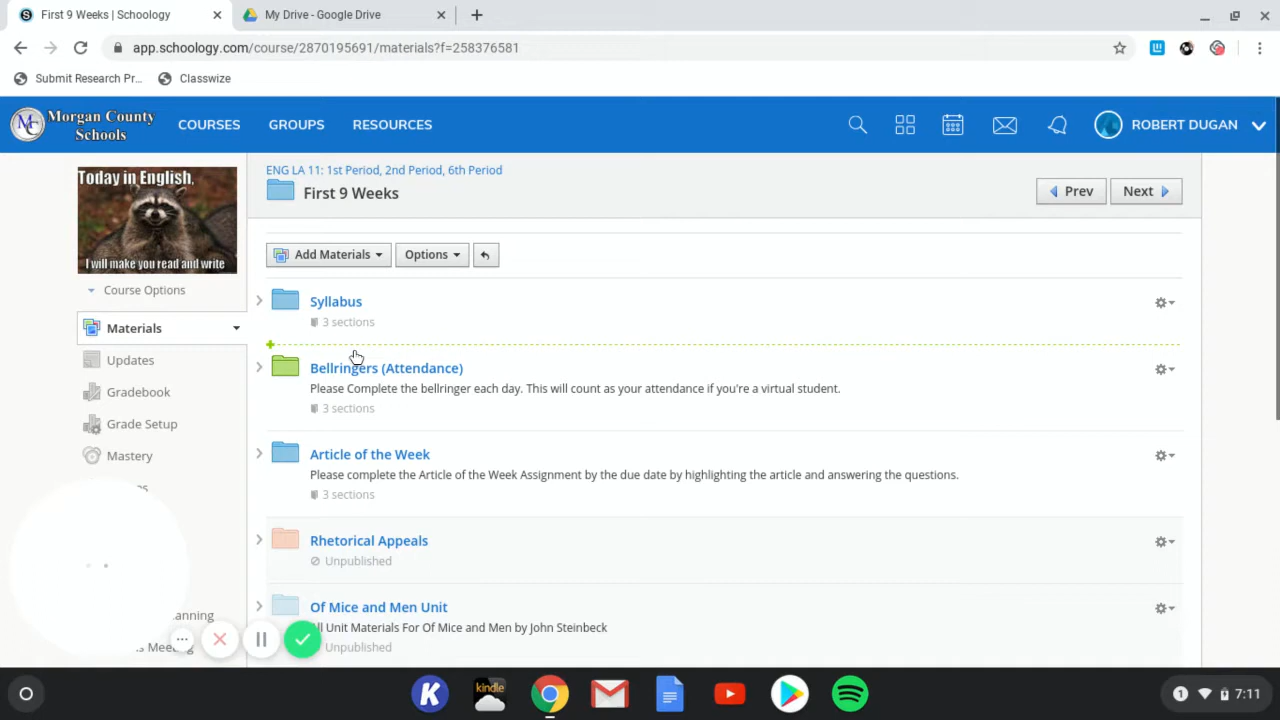 First 9 Weeks | Schoology
My Drive - Google Drive
app.schoology.com/course/2870195691/materials?f=258376581
Submit Research Pr...
Classwize
Morgan County
Schools
MC
COURSES
GROUPS
RESOURCES
ROBERT DUGAN
Today in English,
I will make you read and write
ENG LA 11: 1st Period, 2nd Period, 6th Period
First 9 Weeks
Prev
Next
Add Materials
Options
Course Options
Materials
Updates
Gradebook
Grade Setup
Mastery
Syllabus
3 sections
Bellringers (Attendance)
Please Complete the bellringer each day. This will count as your attendance if you're a virtual student.
3 sections
Article of the Week
Please complete the Article of the Week Assignment by the due date by highlighting the article and answering the questions.
3 sections
Rhetorical Appeals
Unpublished
Of Mice and Men Unit
All Unit Materials For Of Mice and Men by John Steinbeck
Unpublished
anning
K
kindle
1
7:11